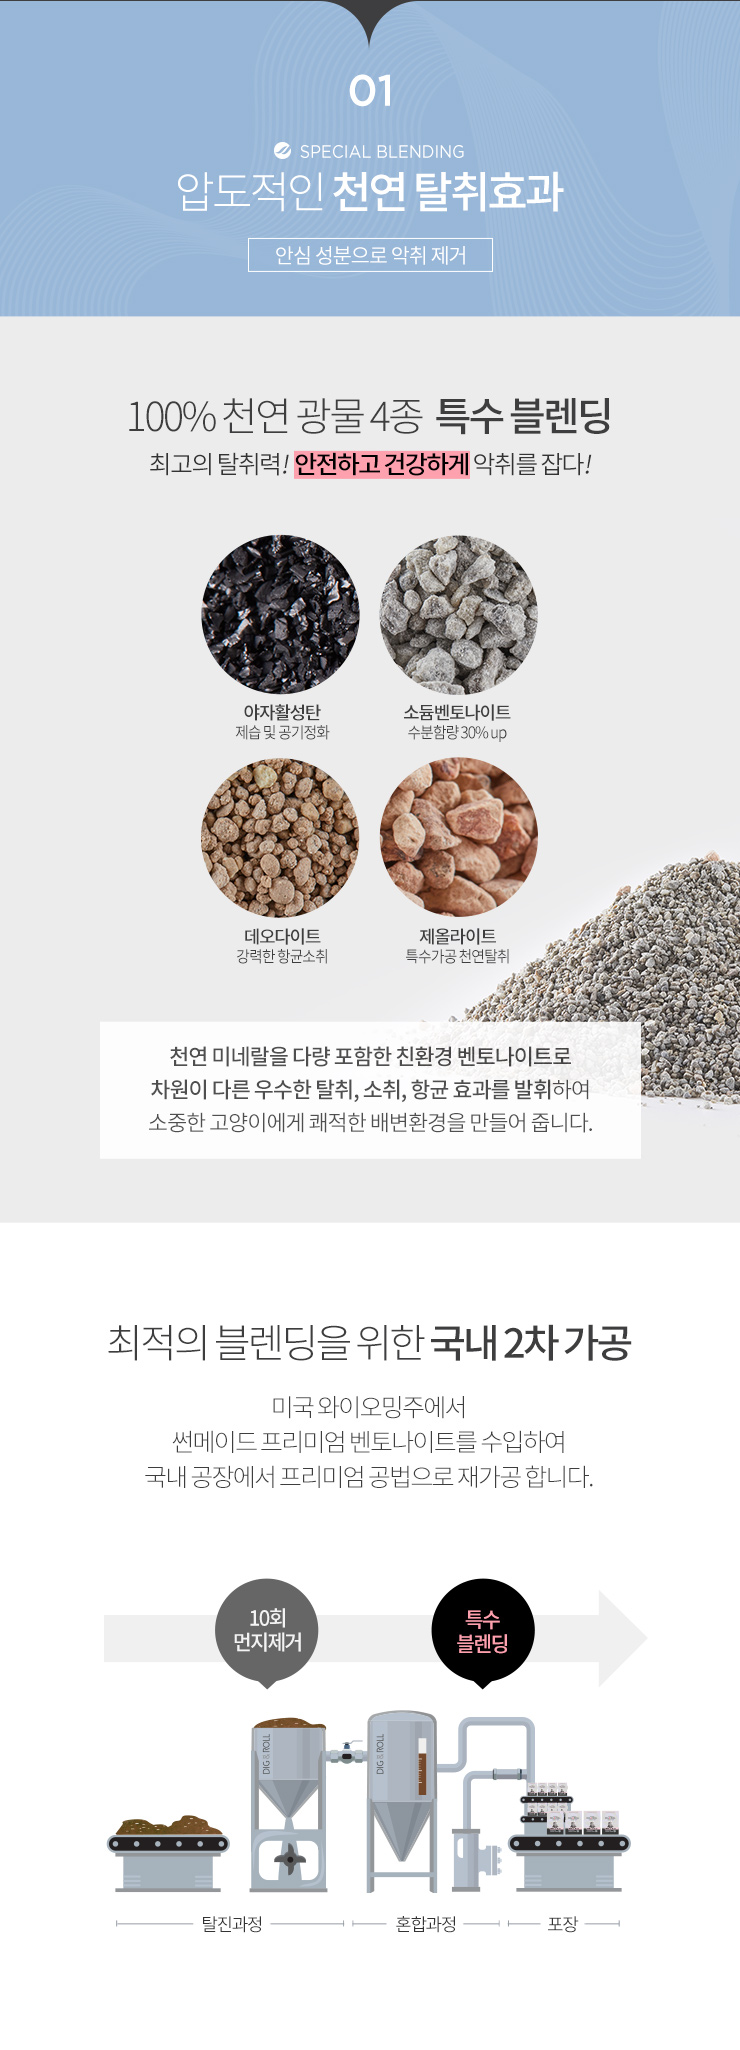 01
SPECIAL BLENDING
압도적인 천연 탈취효과
안심 성분으로 악취 제거
100% 천연 광물 4종 특수 블렌딩
최고의 탈취력! 안전하고 건강하게 악취를 잡다!
야자활성탄
제습 및 공기정화
소듐벤토나이트
수분함량 30% up
데오다이트
강력한 항균소취
제올라이트
특수가공 천연탈취
천연 미네랄을 다량 포함한 친환경 벤토나이트로
차원이 다른 우수한 탈취, 소취, 항균 효과를 발휘하여
소중한 고양이에게 쾌적한 배변환경을 만들어 줍니다.
최적의 블렌딩을 위한 국내 2차 가공
미국 와이오밍주에서
썬메이드 프리미엄 벤토나이트를 수입하여
국내 공장에서 프리미엄 공법으로 재가공 합니다.
10회
먼지제거
특수
블렌딩
DIG&ROLL
DIG&ROLL
탈진과정
혼합과정
포장